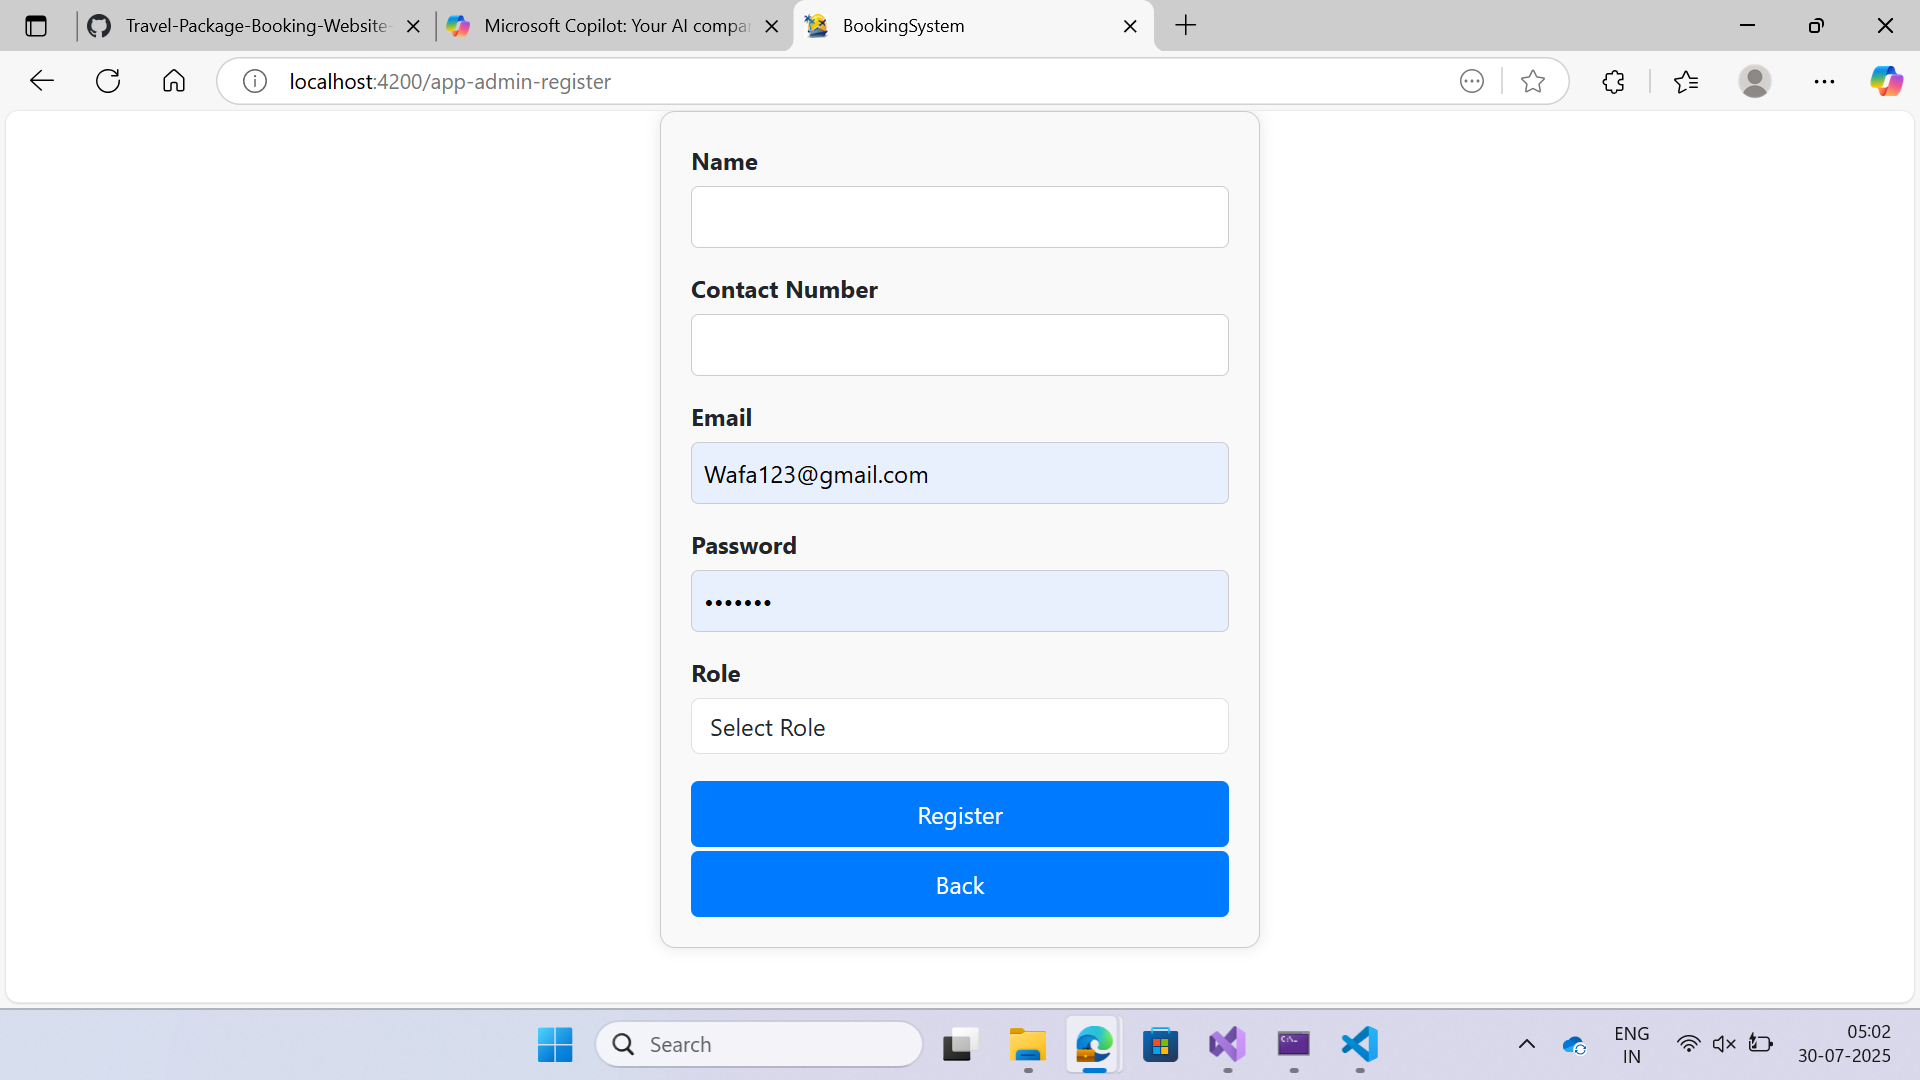 Travel-Package-Booking-Website-
Microsoft Copilot: Your AI compa
BookingSystem
localhost:4200/app-admin-register
Name
Contact Number
Email
Wafa123@gmail.com
Password
•••••••
Role
Select Role
Register
Back
Search
ENG
IN
05:02
30-07-2025